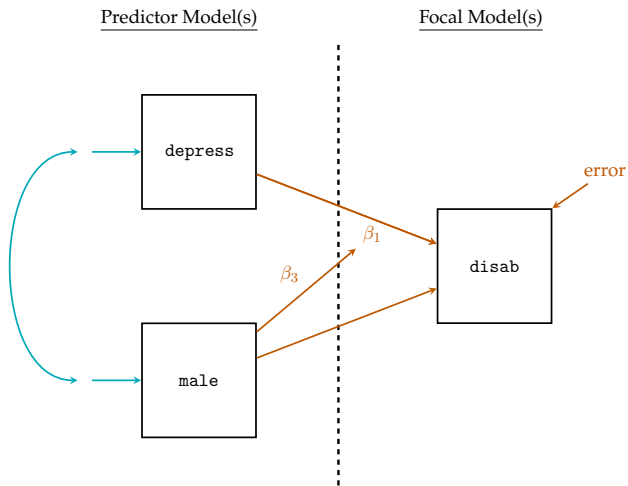 Predictor Model(s)
Focal Model(s)
depress
error
β1
disab
β3
male